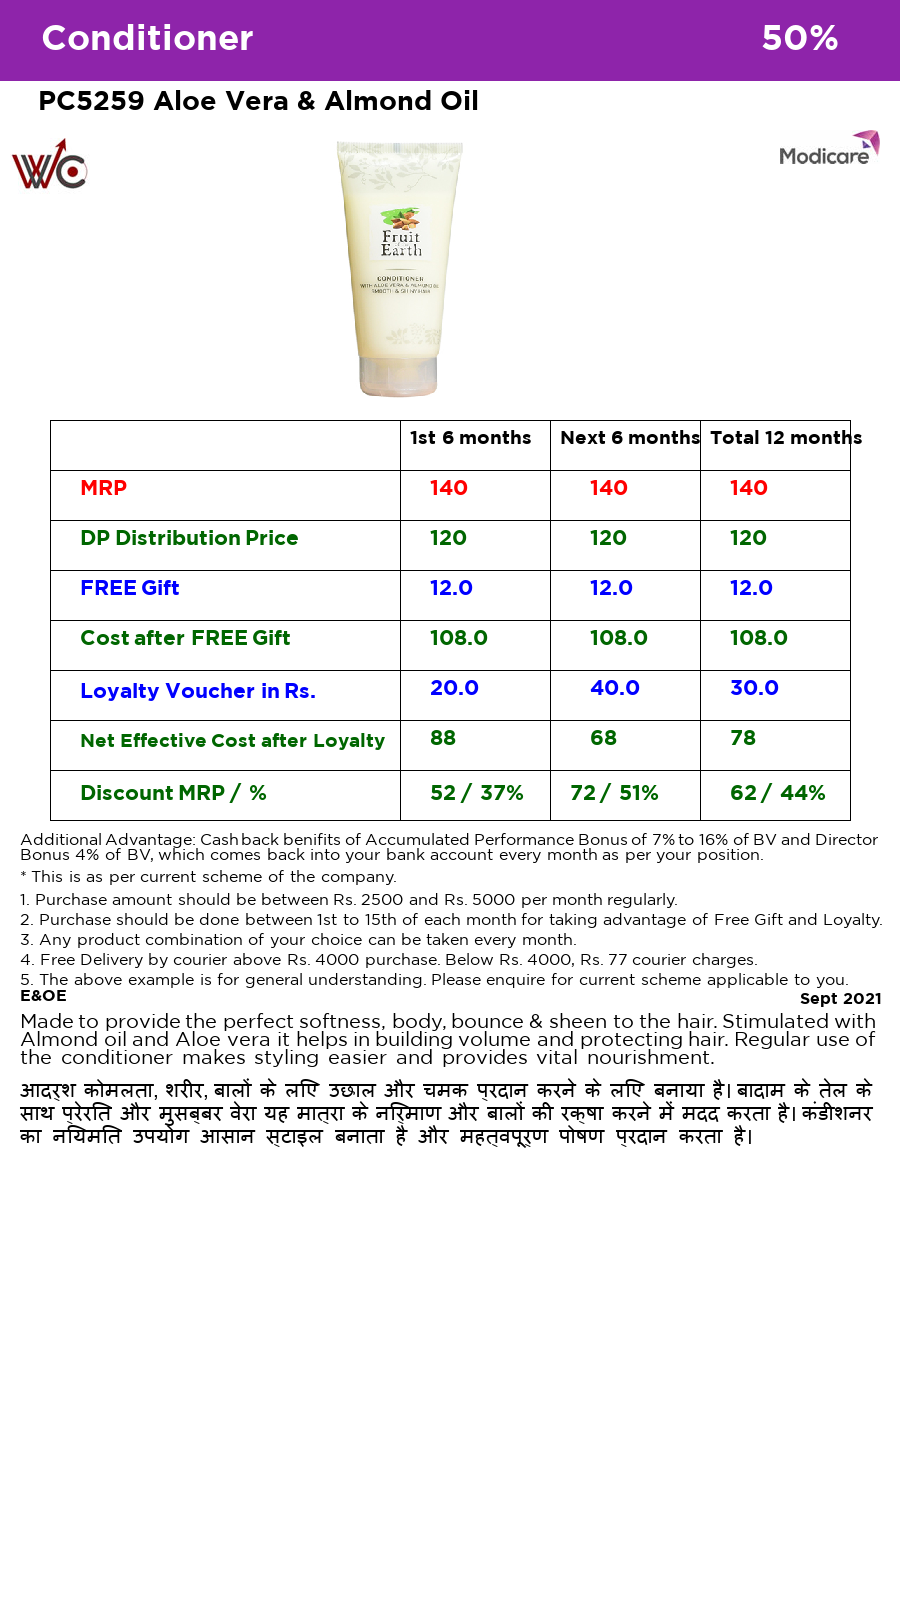 Conditioner 50%
PC5259 Aloe Vera & Almond Oil
WC
Modicare
Fruit
Earth
CONDITIONER
WITH ALOE VERA & ALMOND OIL
SMOOTH & SHINY HAIR
1st 6 months Next 6 months Total 12 months
MRP 140 140 140
DP Distribution Price 120 120 120
FREE Gift 12.0 12.0 12.0
Cost after FREE Gift 108.0 108.0 108.0
Loyalty Voucher in Rs. 20.0 40.0 30.0
Net Effective Cost after Loyalty 88 68 78
Discount MRP / % 52 / 37% 72 / 51% 62 / 44%
Additional Advantage: Cash back benifits of Accumulated Performance Bonus of 7% to 16% of BV and Director
Bonus 4% of BV, which comes back into your bank account every month as per your position.
* This is as per current scheme of the company.
1. Purchase amount should be between Rs. 2500 and Rs. 5000 per month regularly.
2. Purchase should be done between 1st to 15th of each month for taking advantage of Free Gift and Loyalty.
3. Any product combination of your choice can be taken every month.
4. Free Delivery by courier above Rs. 4000 purchase. Below Rs. 4000, Rs. 77 courier charges.
5. The above example is for general understanding. Please enquire for current scheme applicable to you.
E&OE Sept 2021
Made to provide the perfect softness, body, bounce & sheen to the hair. Stimulated with
Almond oil and Aloe vera it helps in building volume and protecting hair. Regular use of
the conditioner makes styling easier and provides vital nourishment.
आदर्श कोमलता, शरीर, बालों के लिए उछाल और चमक प्रदान करने के लिए बनाया है। बादाम के तेल के
साथ प्रेरित और मुसब्बर वेरा यह मात्रा के निर्माण और बालों की रक्षा करने में मदद करता है। कंडीशनर
का नियमित उपयोग आसान स्टाइल बनाता है और महत्वपूर्ण पोषण प्रदान करता है।